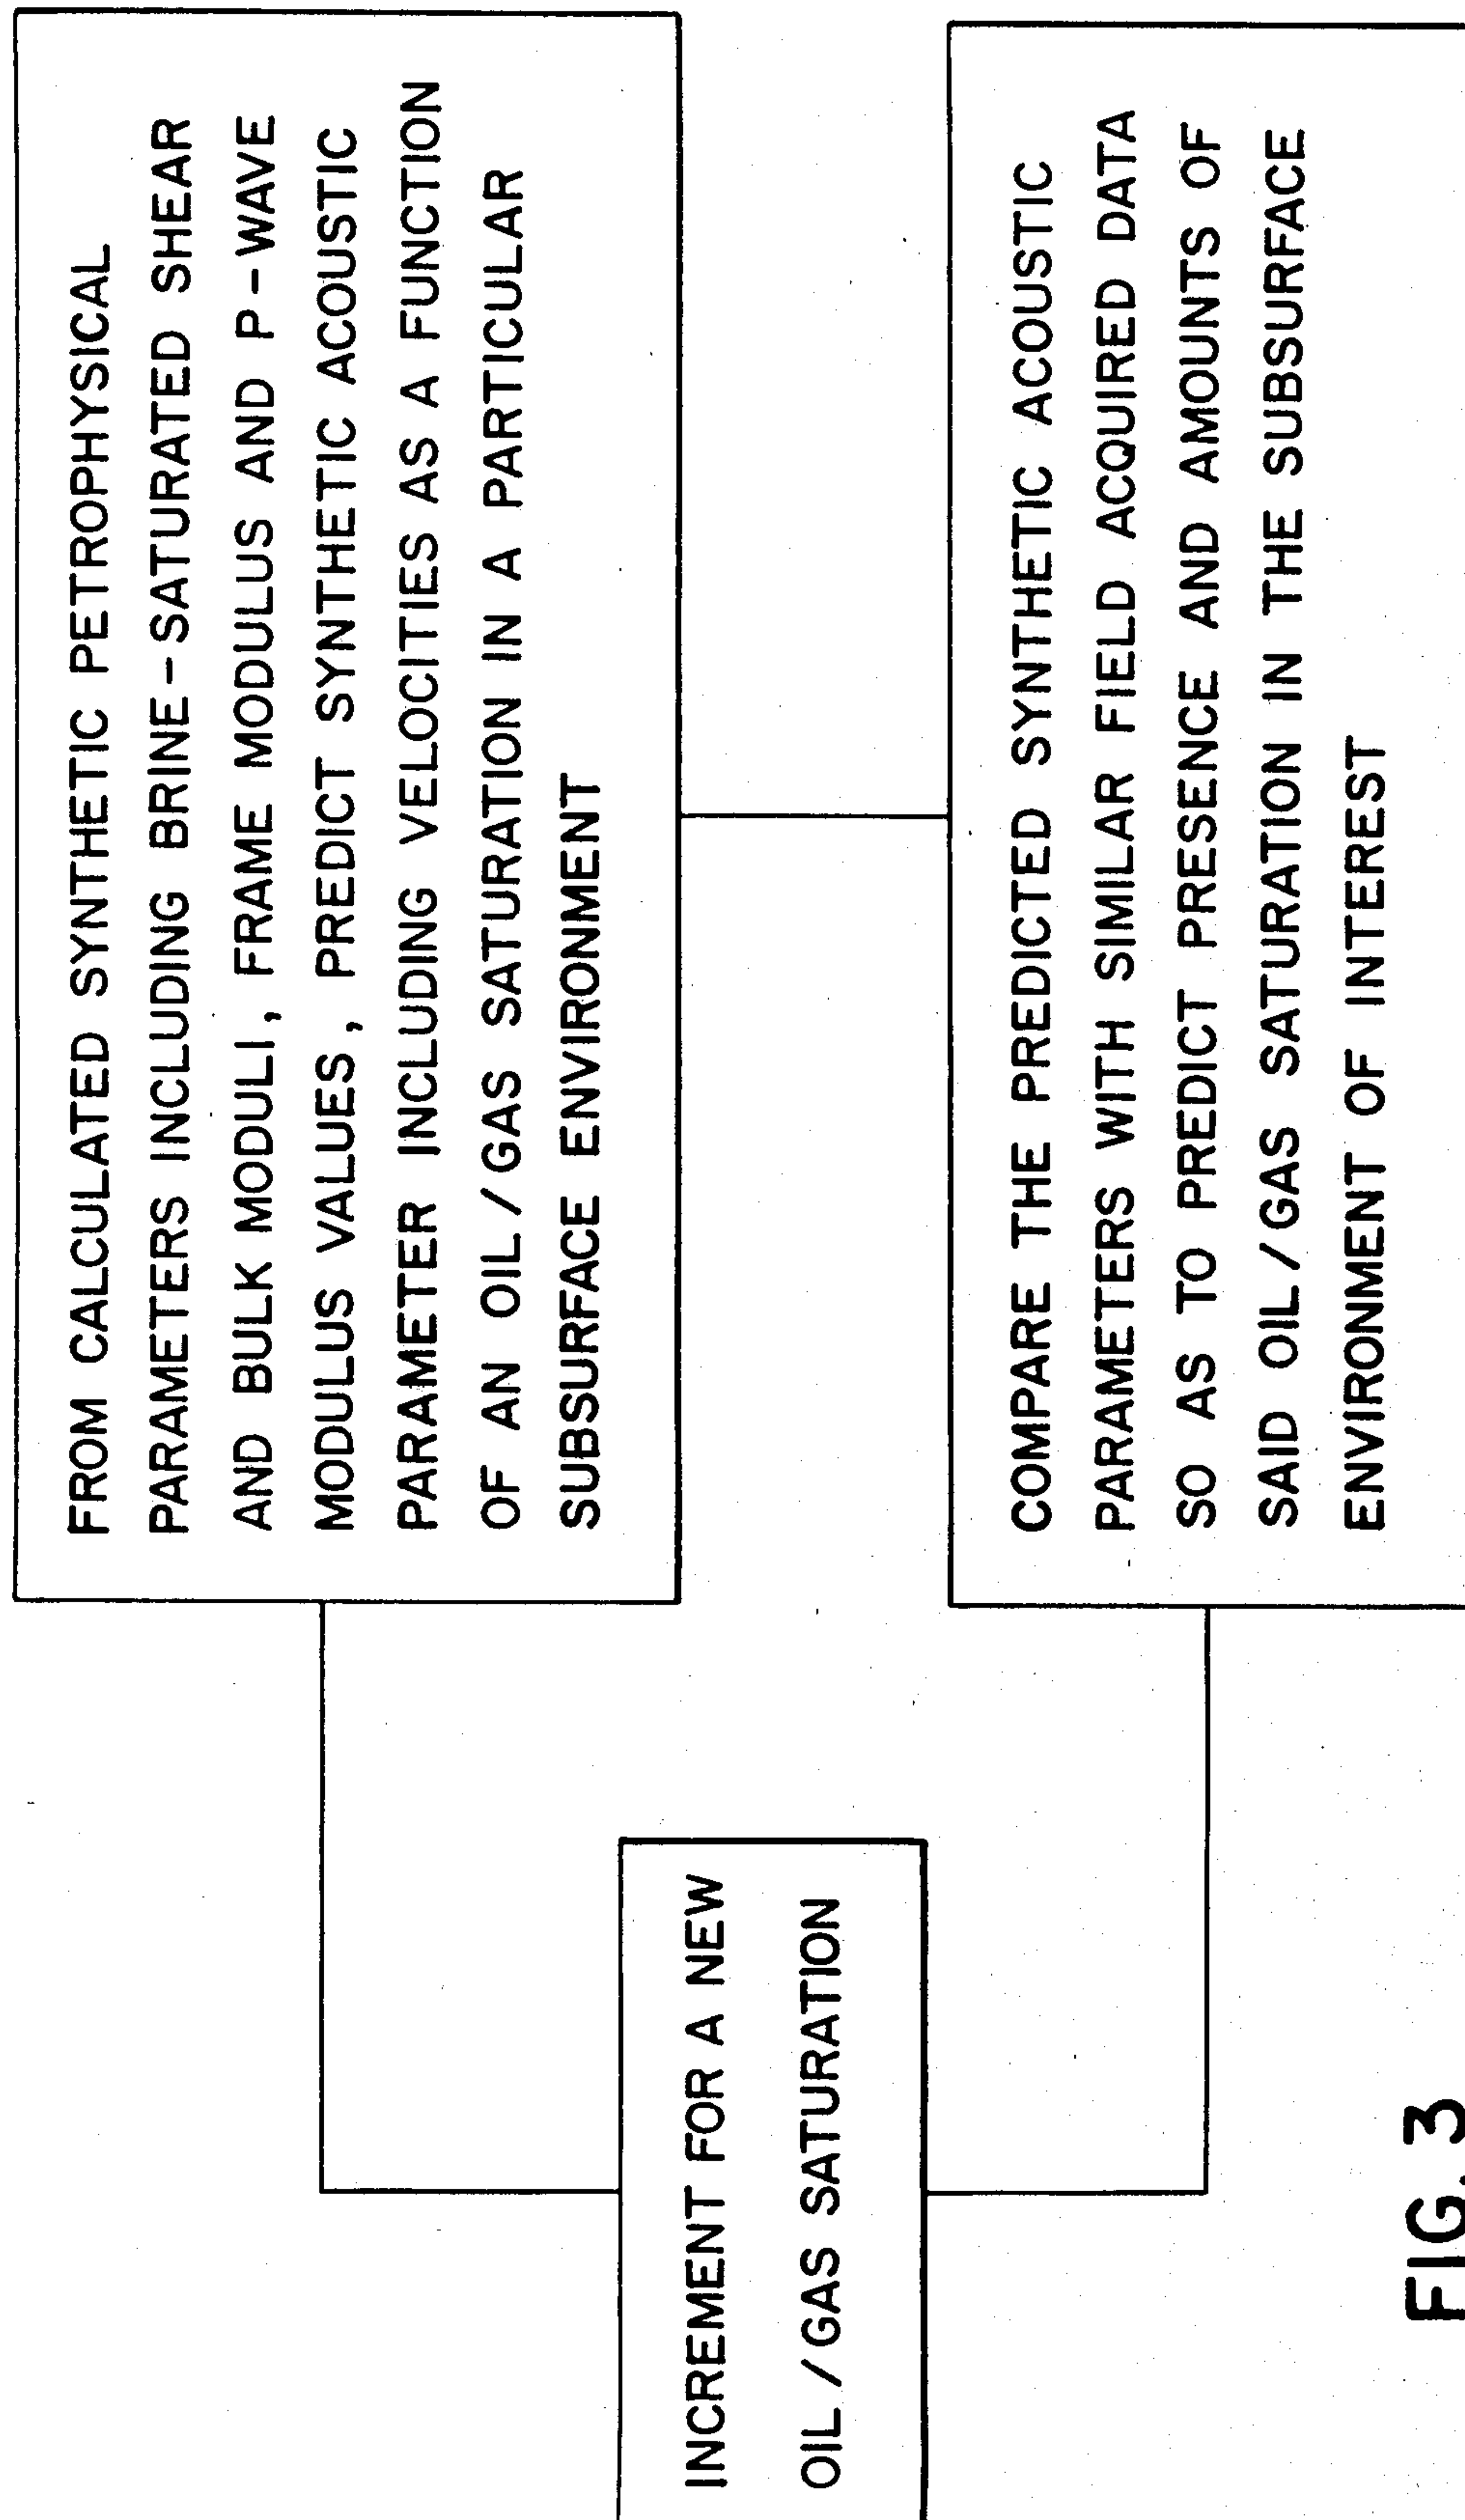 FROM CALCULATED SYNTHETIC PETROPHYSICAL
PARAMETERS INCLUDING BRINE-SATURATED SHEAR
AND BULK MODULI, FRAME MODULUS AND P-WAVE
MODULUS VALUES, PREDICT SYNTHETIC ACOUSTIC
PARAMETER INCLUDING VELOCITIES AS A FUNCTION
OF AN OIL/GAS SATURATION IN A PARTICULAR
SUBSURFACE ENVIRONMENT
INCREMENT FOR A NEW
OIL/GAS SATURATION
COMPARE THE PREDICTED SYNTHETIC ACOUSTIC
PARAMETERS WITH SIMILAR FIELD ACQUIRED DATA
SO AS TO PREDICT PRESENCE AND AMOUNTS OF
SAID OIL/GAS SATURATION IN THE SUBSURFACE
ENVIRONMENT OF INTEREST
FIG. 3